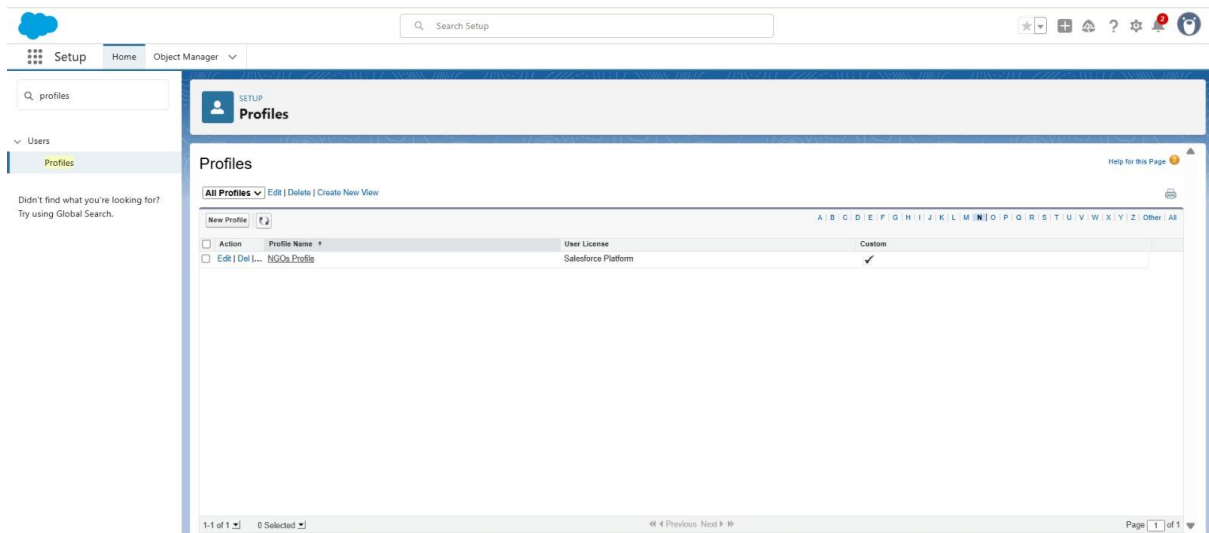 Search Setup
2
Setup Home Object Manager
profiles
Users
Profiles
Didn't find what you're looking for?
Try using Global Search.
SETUP
Profiles
Profiles
Help for this Page
All Profiles Edit | Delete | Create New View
New Profile
A | B | C | D | E | F | G | H | I | J | K | L | M | N | O | P | Q | R | S | T | U | V | W | X | Y | Z | Other | All
Action Profile Name User License Custom
Edit | Del | ... NGOs Profile Salesforce Platform
1-1 of 1 0 Selected Previous Next Page 1 of 1